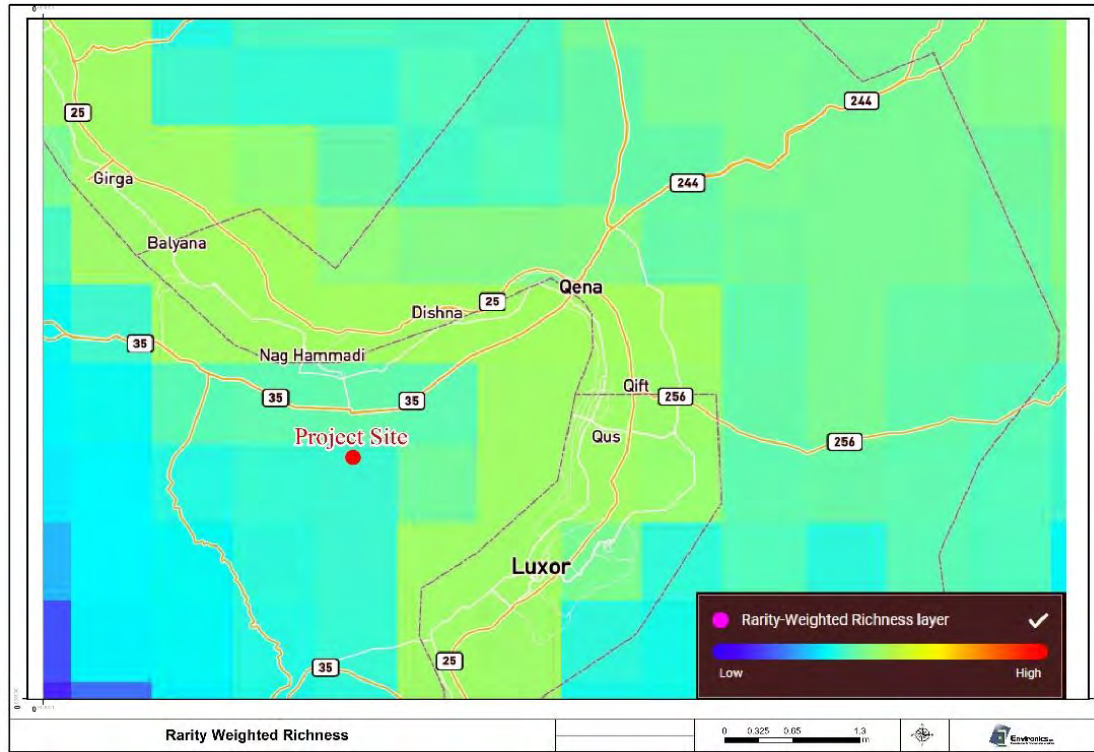 25
244
244
Girga
Balyana
Qena
25
Dishna
35
Nag Hammadi
Qift
35
35
256
Qus
256
Project Site
Luxor
Rarity-Weighted Richness layer
Low
High
35
25
Rarity Weighted Richness
0 0.325 0.65 1.3
Environics